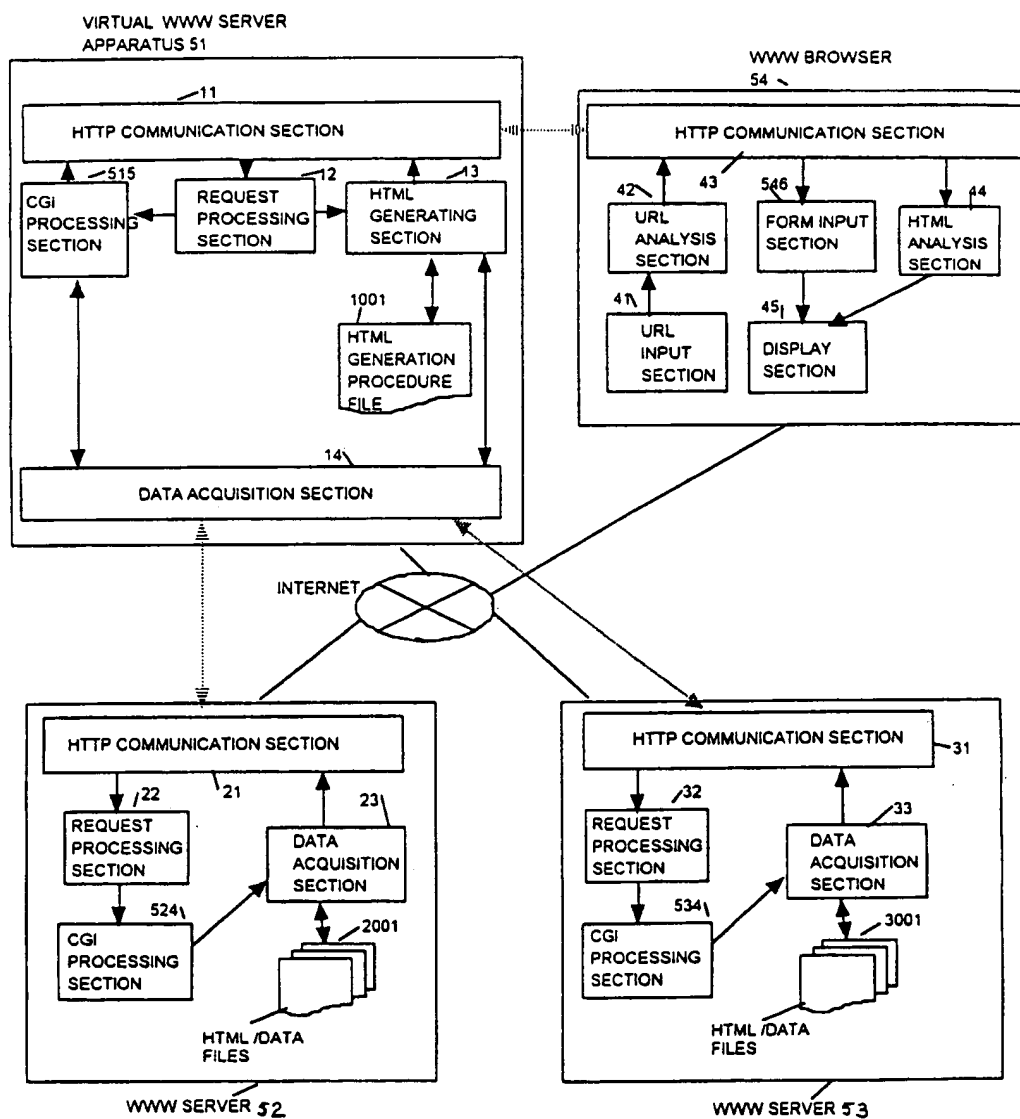 VIRTUAL WWW SERVER
APPARATUS 51
11
HTTP COMMUNICATION SECTION
515
CGI
PROCESSING
SECTION
12
REQUEST
PROCESSING
SECTION
13
HTML
GENERATING
SECTION
1001
HTML
GENERATION
PROCEDURE
FILE
14
DATA ACQUISITION SECTION
WWW BROWSER
54
HTTP COMMUNICATION SECTION
43
42
URL
ANALYSIS
SECTION
546
FORM INPUT
SECTION
44
HTML
ANALYSIS
SECTION
41
URL
INPUT
SECTION
45
DISPLAY
SECTION
INTERNET
HTTP COMMUNICATION SECTION
21
22
REQUEST
PROCESSING
SECTION
23
DATA
ACQUISITION
SECTION
524
CGI
PROCESSING
SECTION
2001
HTML /DATA
FILES
WWW SERVER 52
HTTP COMMUNICATION SECTION
31
32
REQUEST
PROCESSING
SECTION
33
DATA
ACQUISITION
SECTION
534
CGI
PROCESSING
SECTION
3001
HTML /DATA
FILES
WWW SERVER 53